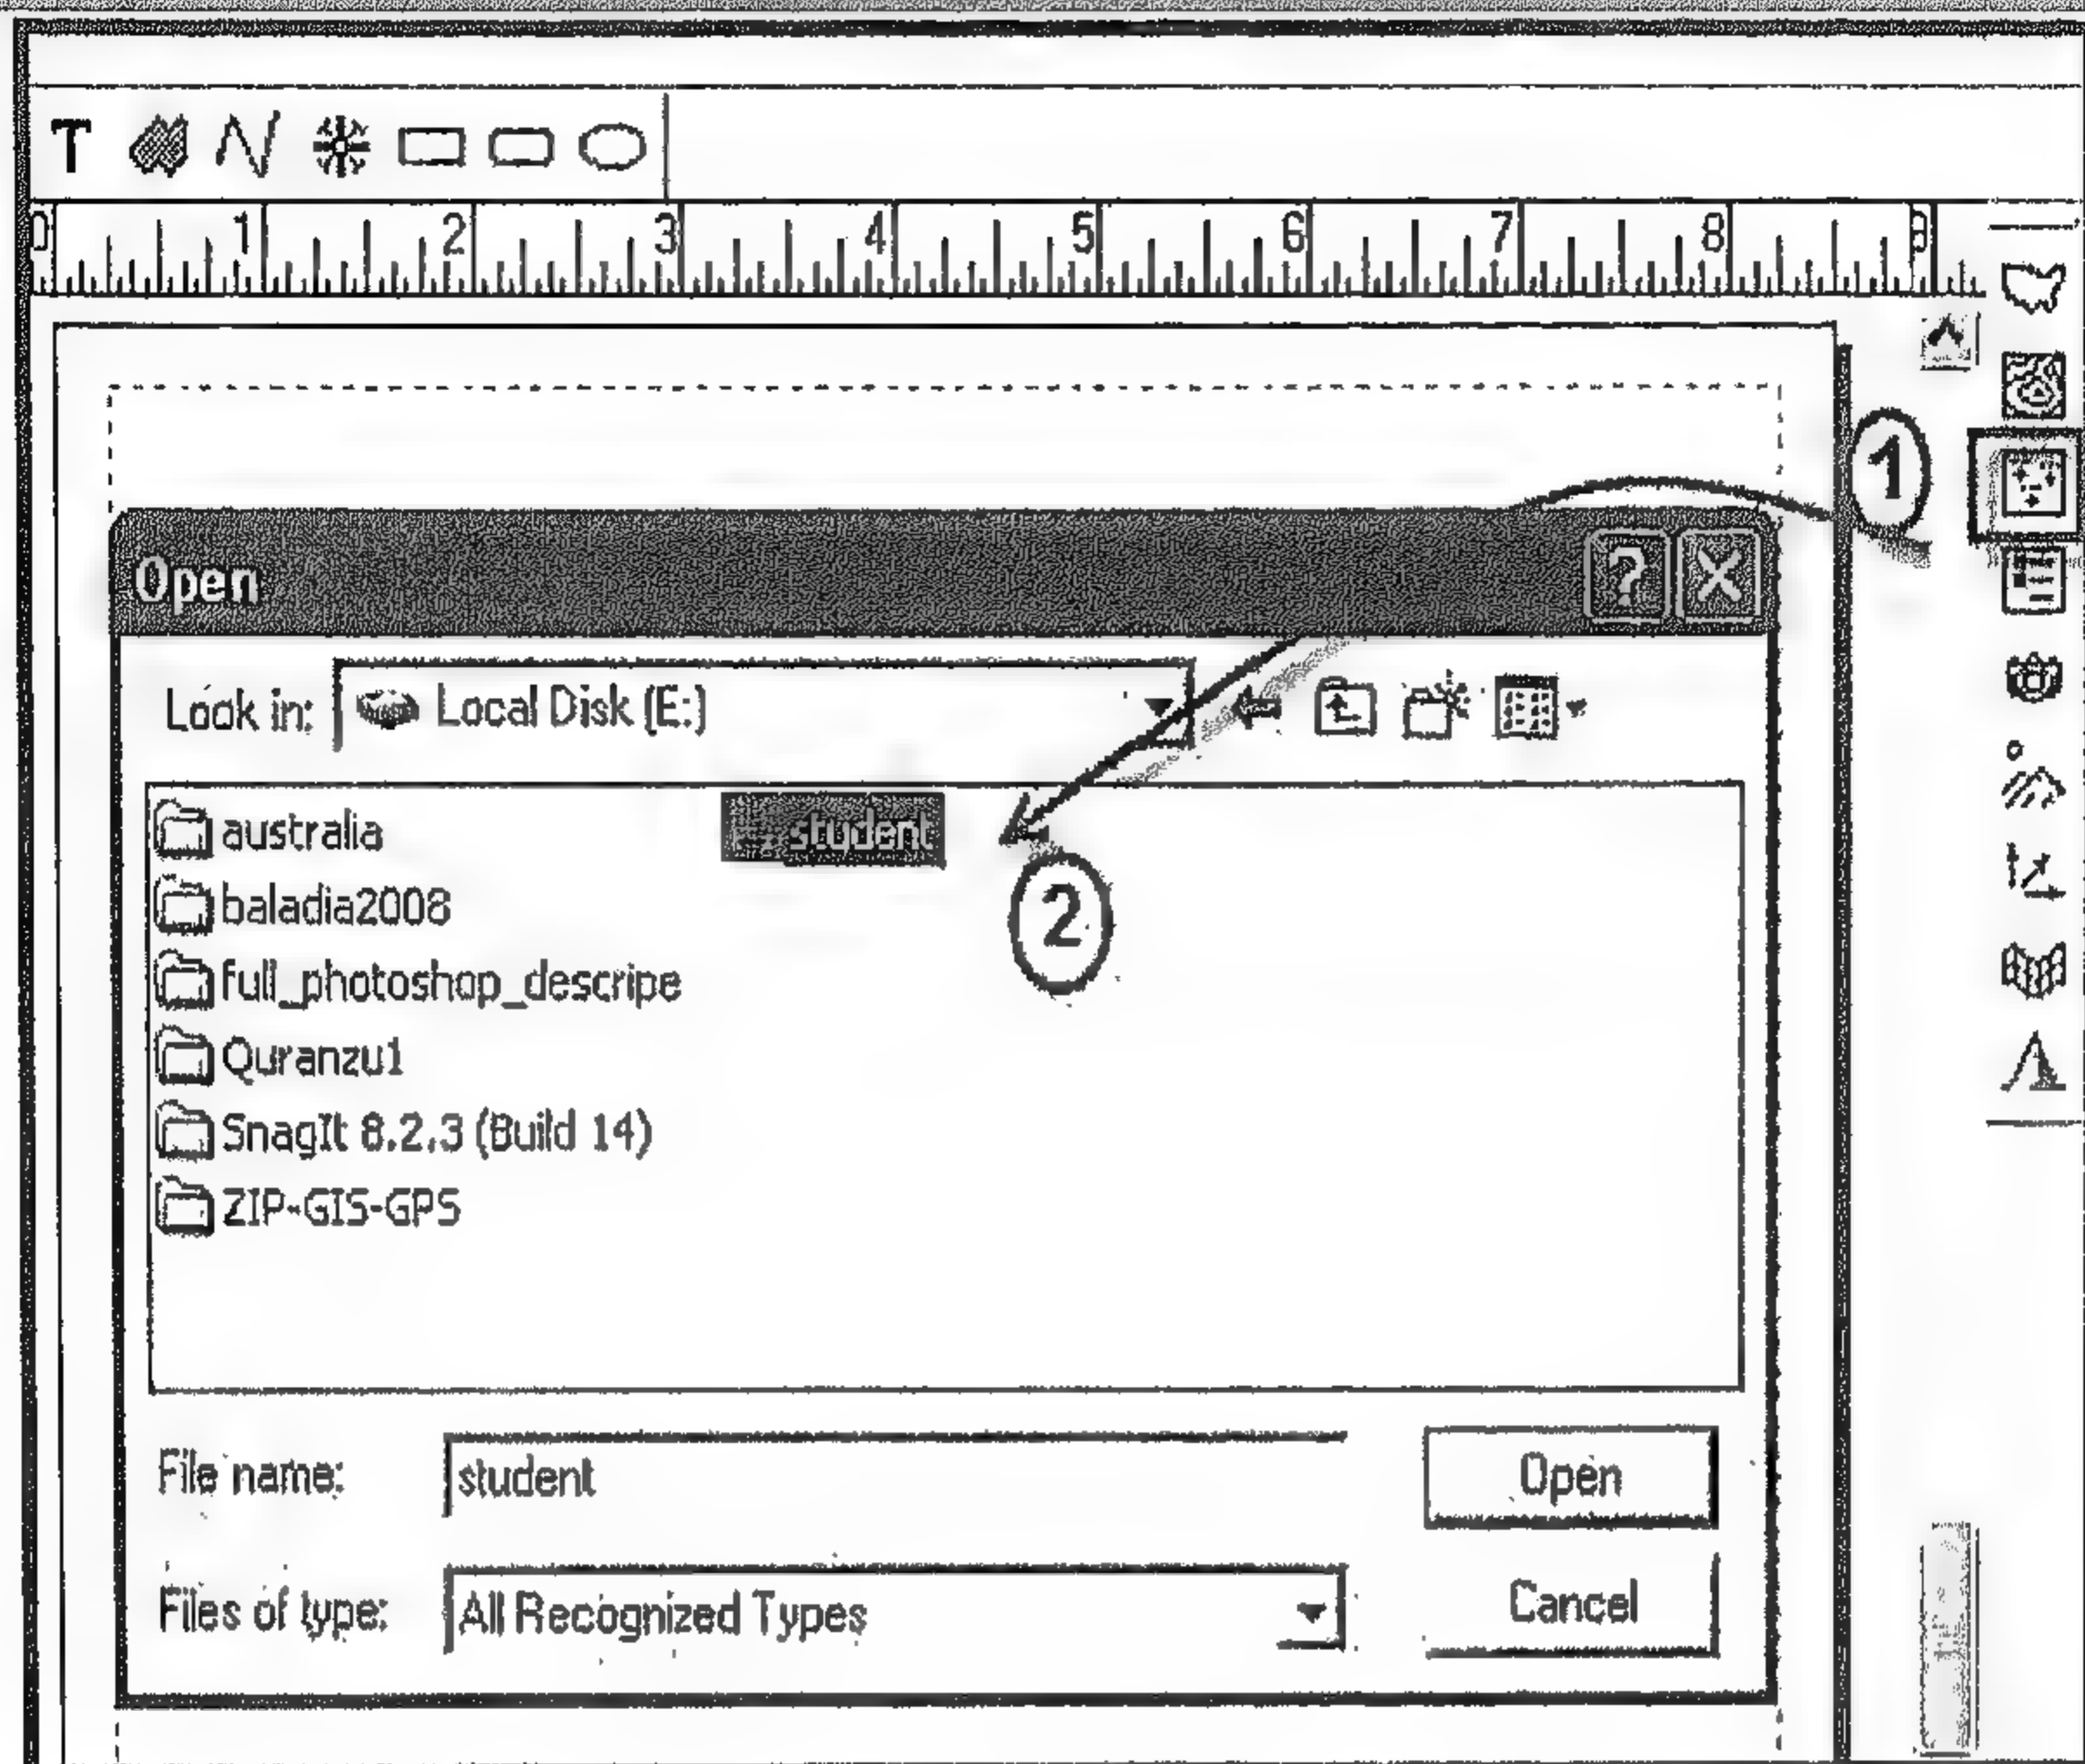 T
0 1 2 3 4 5 6 7 8 9
1
Open
Look in: Local Disk (E:)
australia
student
baladia2008
2
full_photoshop_descripe
Quranzu1
SnagIt 8.2.3 (Build 14)
ZIP-GIS-GPS
File name: student Open
Files of type: All Recognized Types Cancel